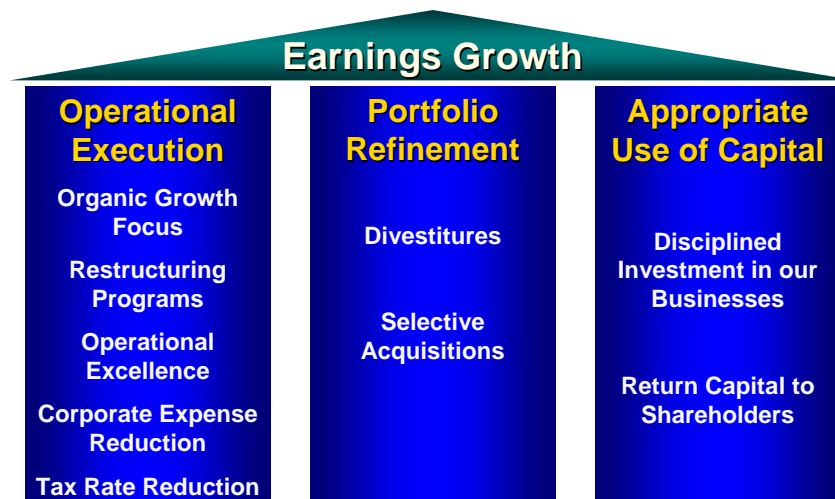 Earnings Growth
Operational
Execution
Organic Growth
Focus
Restructuring
Programs
Operational
Excellence
Corporate Expense
Reduction
Tax Rate Reduction
Portfolio
Refinement
Divestitures
Selective
Acquisitions
Appropriate
Use of Capital
Disciplined
Investment in our
Businesses
Return Capital to
Shareholders